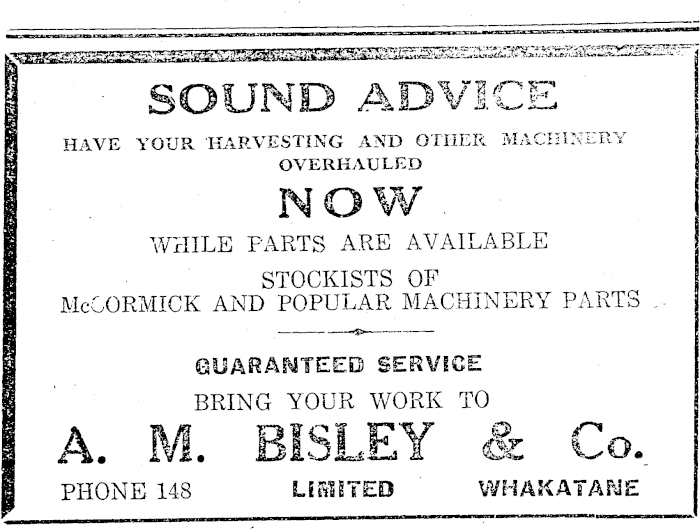 SOUND ADVICE
HAVE YOUR HARVESTING AND OTHER MACHINERY
OVERHAULED
NOW
WHILE PARTS ARE AVAILABLE
STOCKISTS OF
McCORMICK AND POPULAR MACHINERY PARTS
GUARANTEED SERVICE
BRING YOUR WORK TO
A. M. BISLEY & Co.
PHONE 148 LIMITED WHAKATANE